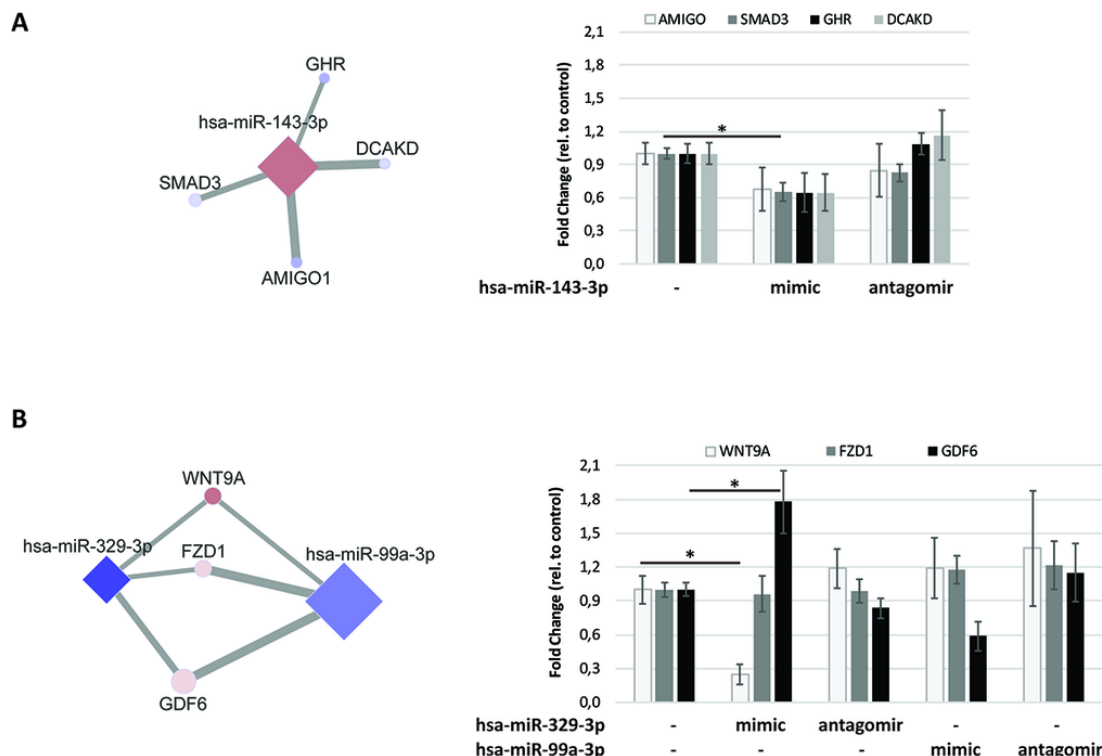 A
AMIGO SMAD3 GHR DCAKD
GHR
hsa-miR-143-3p
DCAKD
SMAD3
AMIGO1
Fold Change (rel. to control)
2,1
1,8
1,5
1,2
0,9
0,6
0,3
0,0
*
hsa-miR-143-3p - mimic antagomir
B
WNT9A FZD1 GDF6
WNT9A
hsa-miR-329-3p
FZD1
hsa-miR-99a-3p
GDF6
Fold Change (rel. to control)
2,1
1,8
1,5
1,2
0,9
0,6
0,3
0,0
*
*
hsa-miR-329-3p - mimic antagomir - -
hsa-miR-99a-3p - - - mimic antagomir